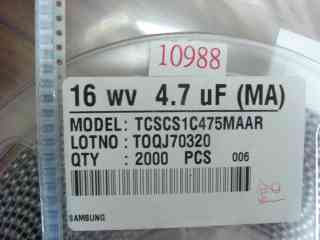 10988
16 wv 4.7 uF (MA)
MODEL: TCSCS1C475MAAR
LOTNO : TOQJ70320
QTY : 2000 PCS 006
SAMSUNG